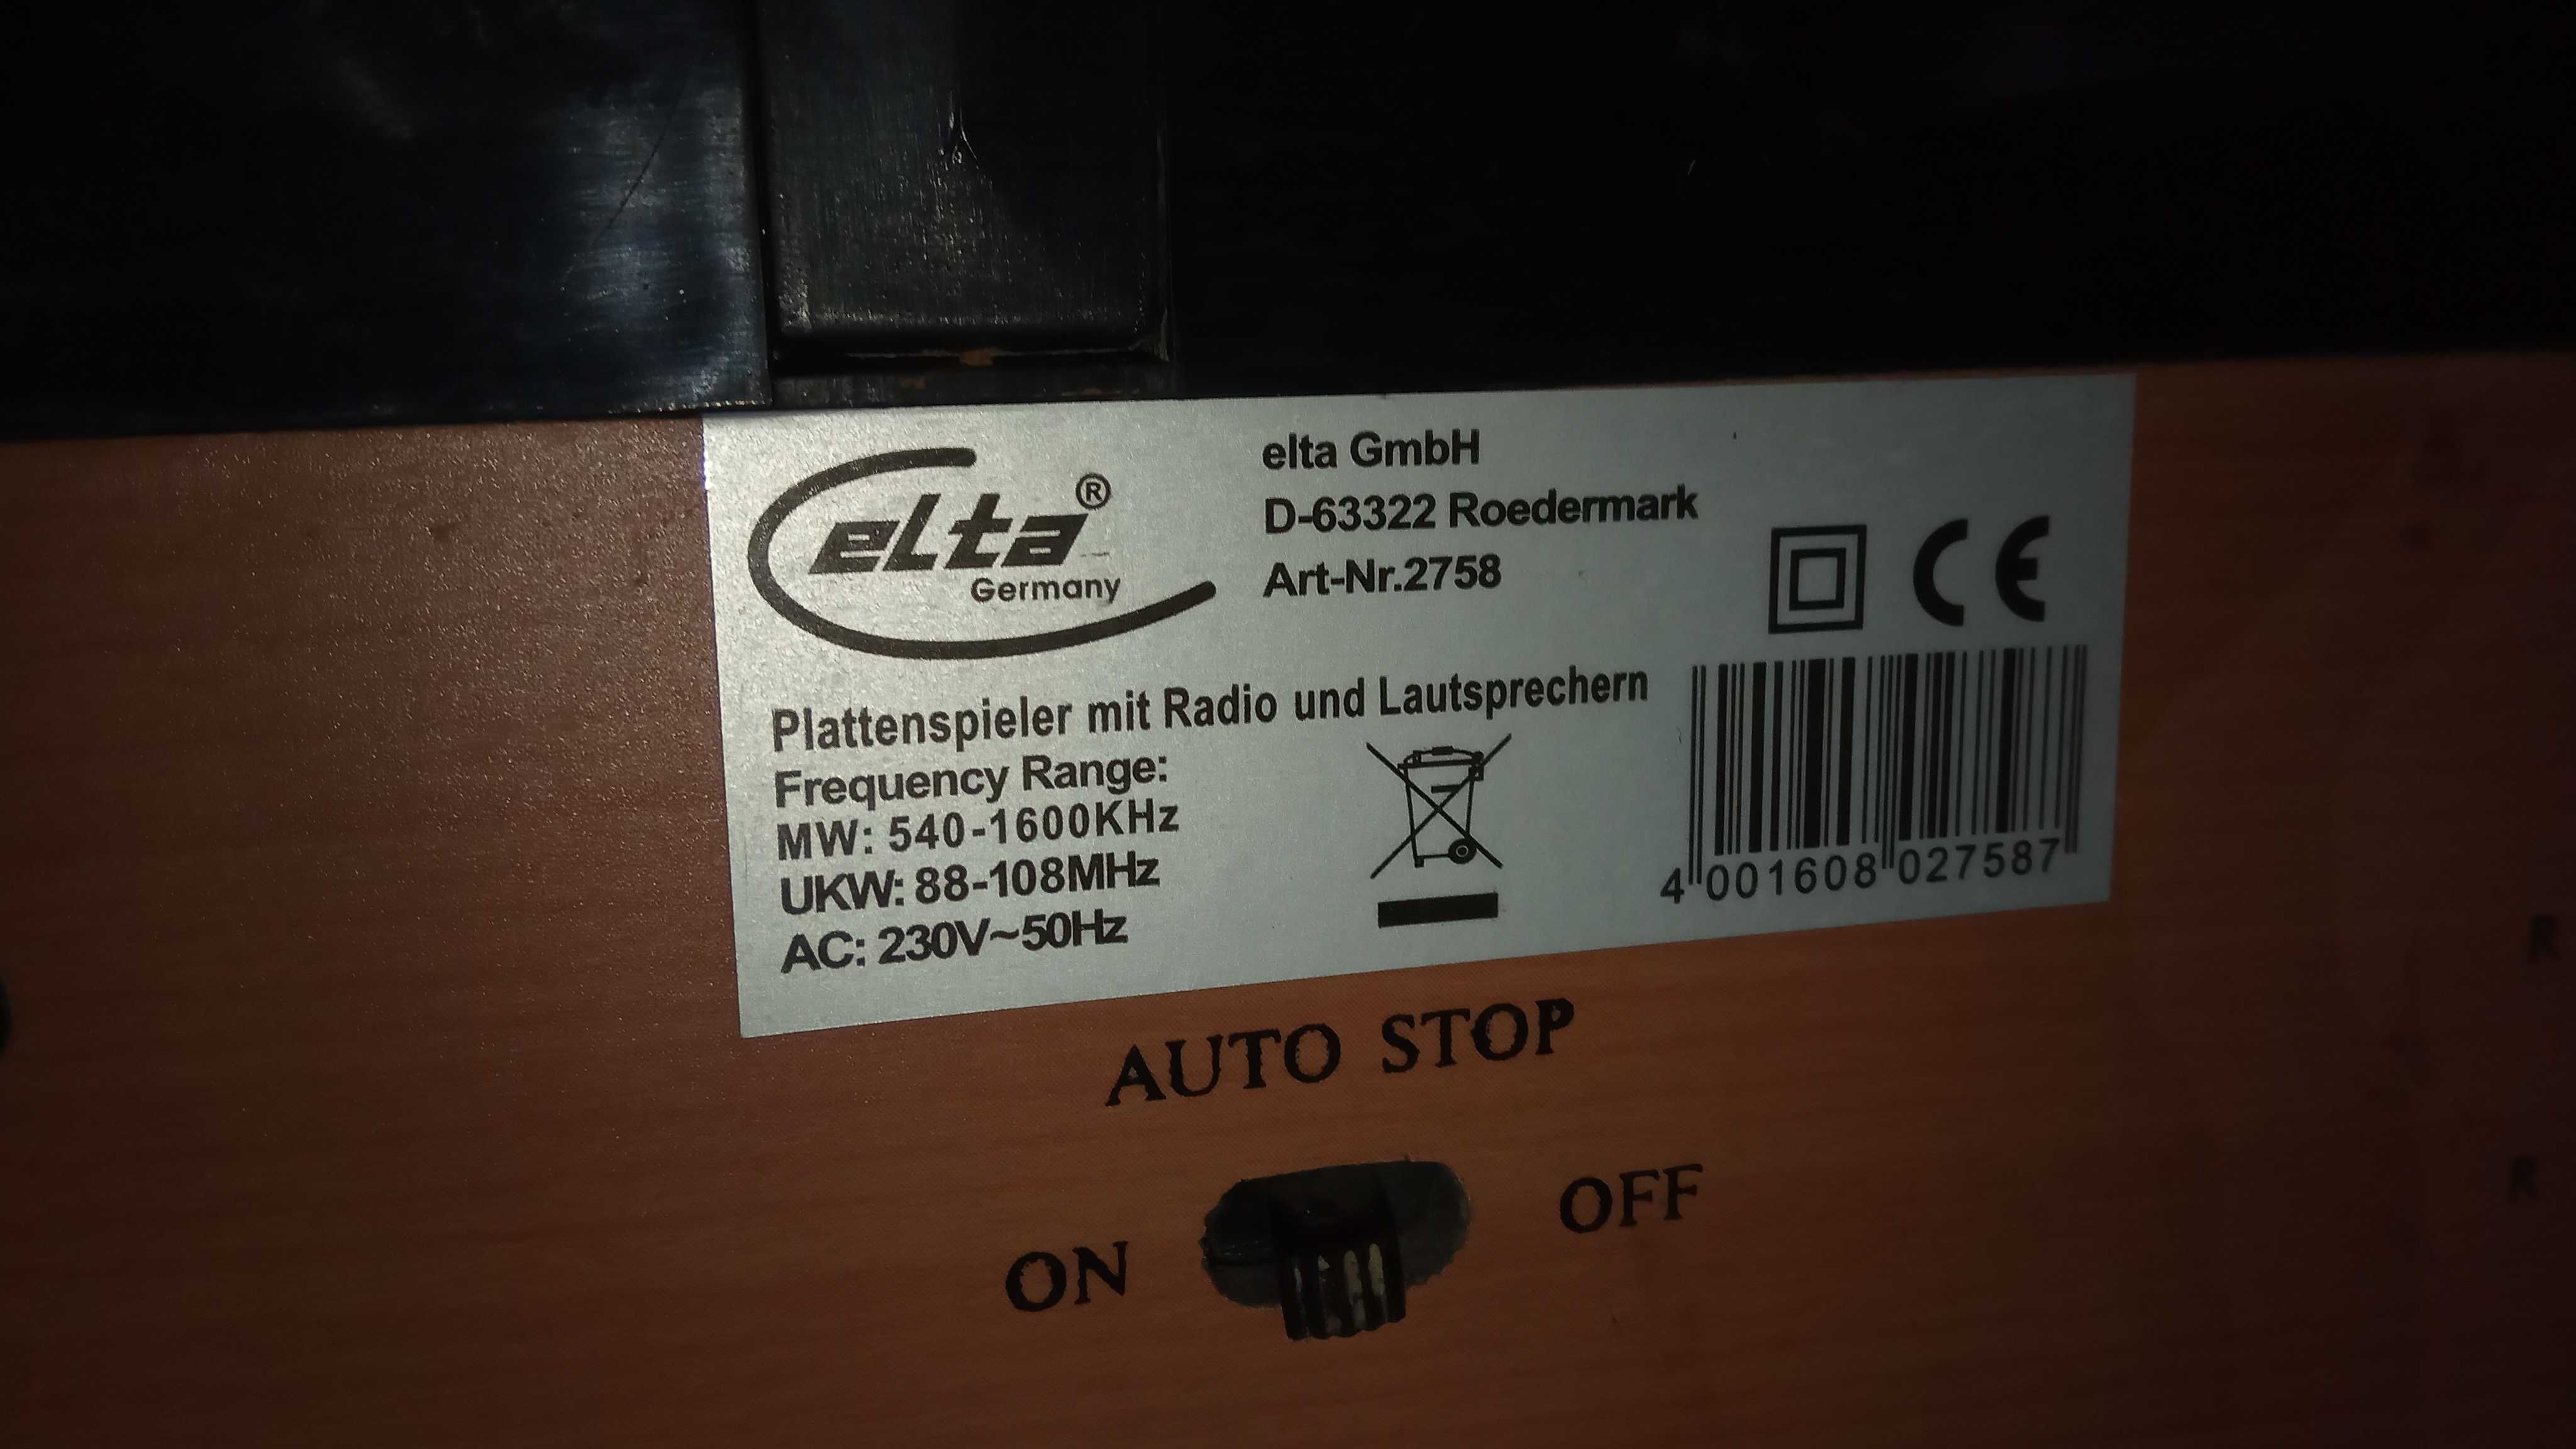 elta®
Germany
elta GmbH
D-63322 Roedermark
Art-Nr.2758
CE
Plattenspieler mit Radio und Lautsprechern
Frequency Range:
MW: 540-1600KHz
UKW: 88-108MHz
AC: 230V~50Hz
4 001608 027587
AUTO STOP
ON
OFF
R
R